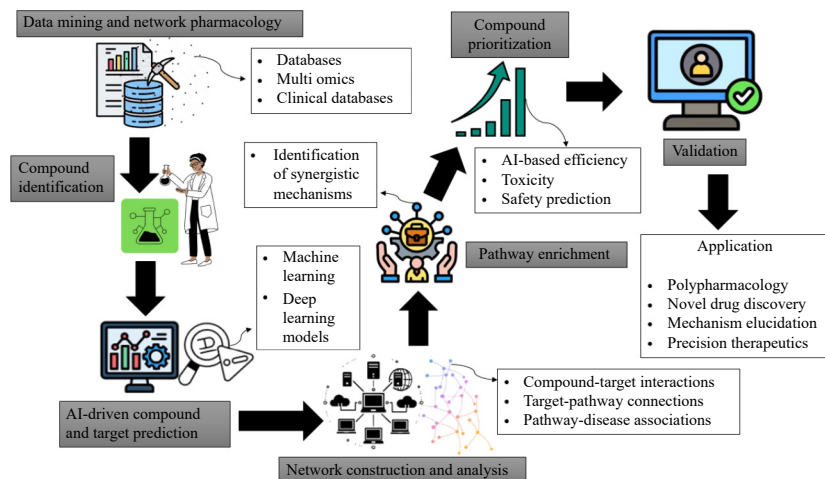 Data mining and network pharmacology
• Databases
• Multi omics
• Clinical databases
Compound
identification
• Machine
learning
• Deep
learning
models
AI-driven compound
and target prediction
Network construction and analysis
• Compound-target interactions
• Target-pathway connections
• Pathway-disease associations
• Identification
of synergistic
mechanisms
Pathway enrichment
Compound
prioritization
• AI-based efficiency
• Toxicity
• Safety prediction
Validation
Application
• Polypharmacology
• Novel drug discovery
• Mechanism elucidation
• Precision therapeutics